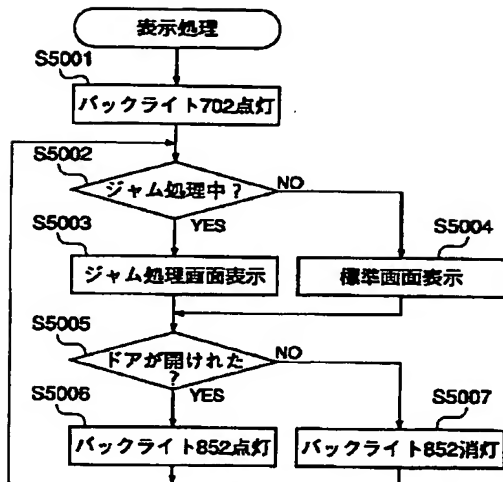 表示処理
S5001
バックライト702点灯
S5002
ジャム処理中?
NO
YES
S5003
S5004
ジャム処理画面表示
標準画面表示
S5005
ドアが開けれた
?
NO
YES
S5006
S5007
バックライト852点灯
バックライト852消灯